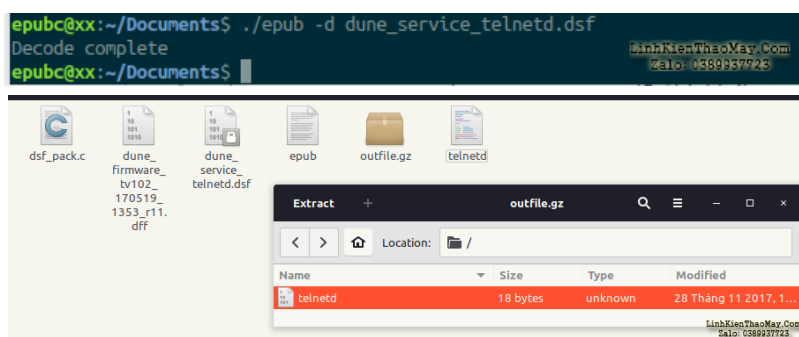 epubc@xx:~/Documents$ ./epub -d dune_service_telnetd.dsf
Decode complete
epubc@xx:~/Documents$
LinhKienThaoMay.Com
Zalo: 0389937723
dsf_pack.c
dune_
firmware_
tv102_
170519_
1353_r11.
dff
dune_
service_
telnetd.dsf
epub
outfile.gz
telnetd
Extract
+
outfile.gz
Location:
/
Name
Size
Type
Modified
telnetd
18 bytes
unknown
28 Tháng 11 2017, 1...
LinhKienThaoMay.Com
Zalo: 0389937723